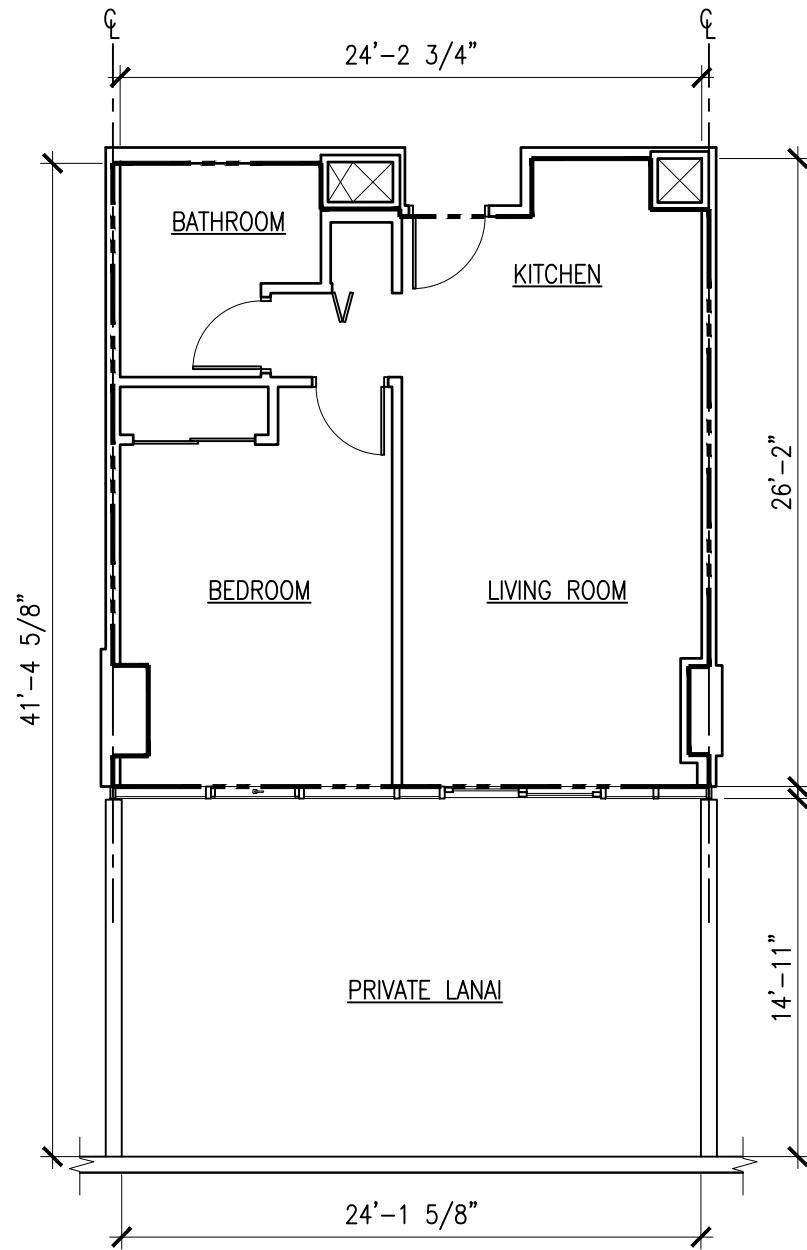 ℄ ℄
24'-2 3/4"
BATHROOM
KITCHEN
26'-2"
BEDROOM
LIVING ROOM
41'-4 5/8"
PRIVATE LANAI
14'-11"
24'-1 5/8"